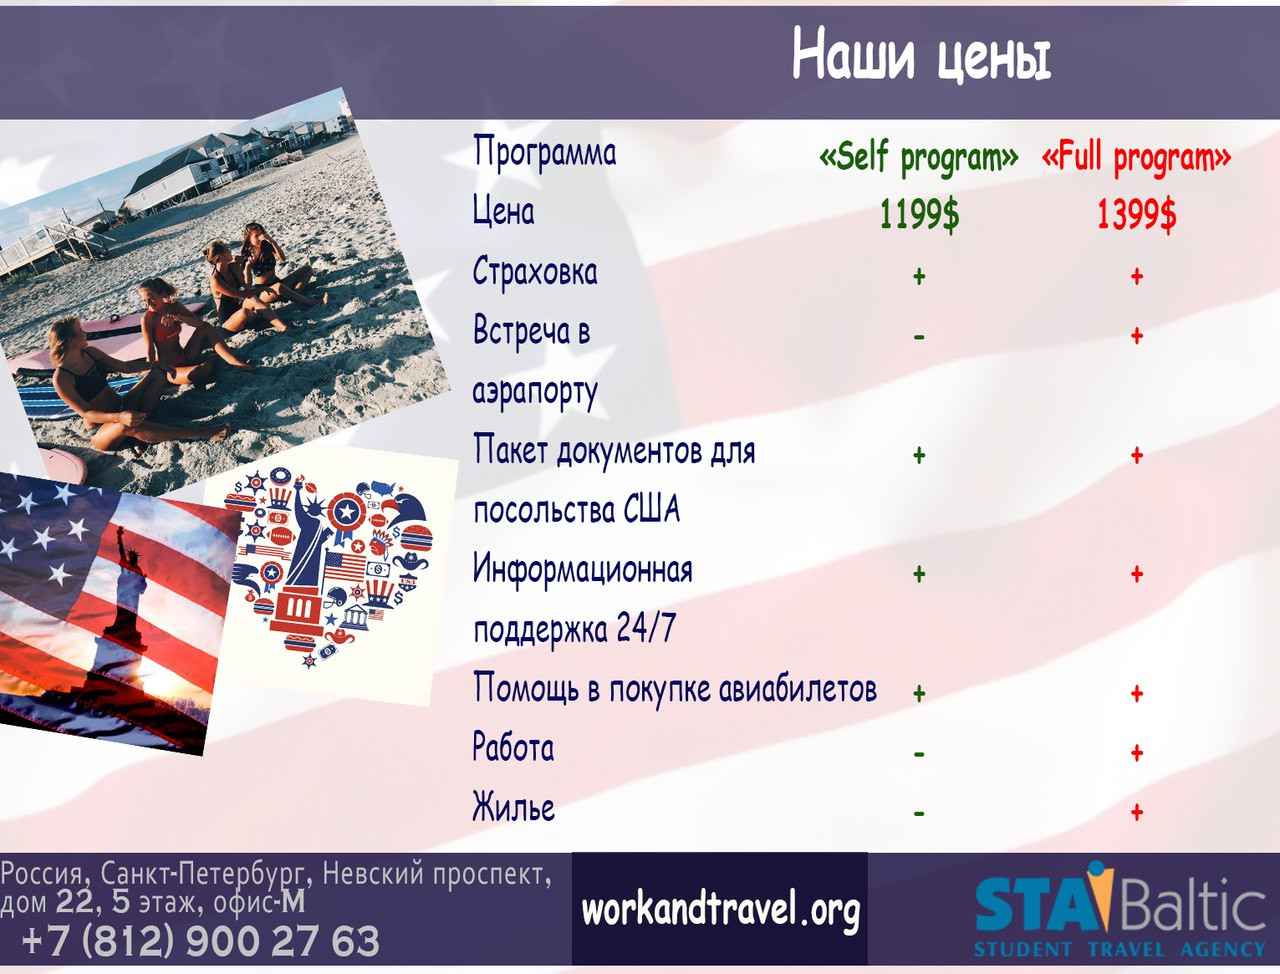 Наши цены
Программа «Self program» «Full program»
Цена 1199$ 1399$
Страховка + +
Встреча в - +
аэрапорту
Пакет документов для + +
посольства США
Информационная + +
поддержка 24/7
Помощь в покупке авиабилетов + +
Работа - +
Жилье - +
Россия, Санкт-Петербург, Невский проспект,
дом 22, 5 этаж, офис-М
+7 (812) 900 27 63
workandtravel.org
STA Baltic
STUDENT TRAVEL AGENCY